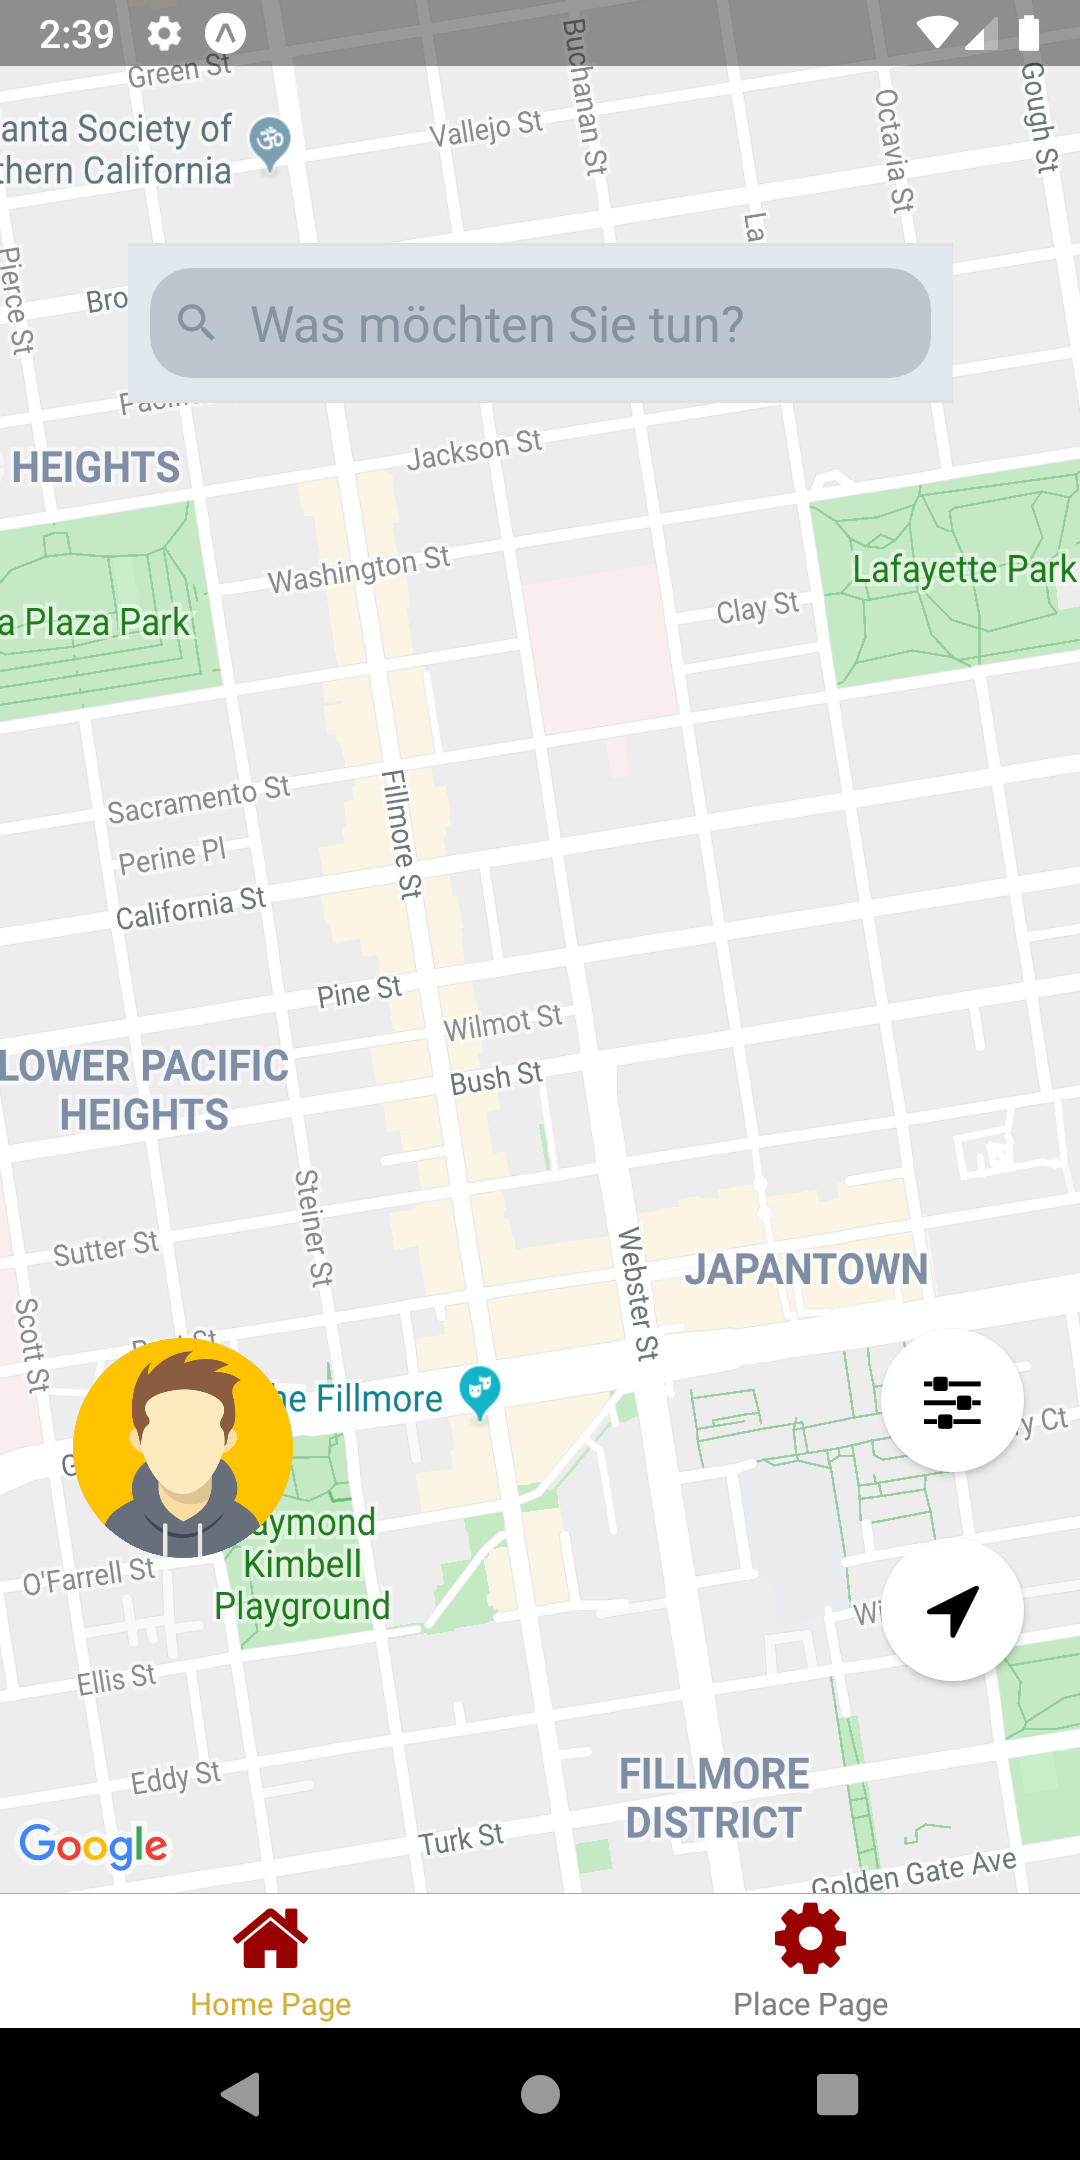 2:39
Green St
Buchanan St
Gough St
Octavia St
Vallejo St
anta Society of
thern California
La
Pierce St
Bro
Was möchten Sie tun?
Jackson St
HEIGHTS
Washington St
Lafayette Park
Clay St
a Plaza Park
Sacramento St
Fillmore St
Perine Pl
California St
Pine St
Wilmot St
LOWER PACIFIC
HEIGHTS
Bush St
Steiner St
Sutter St
Webster St
JAPANTOWN
Scott St
he Fillmore
y Ct
aymond
Kimbell
Playground
O'Farrell St
Wi
Ellis St
Eddy St
FILLMORE
DISTRICT
Google
Turk St
Golden Gate Ave
Home Page
Place Page